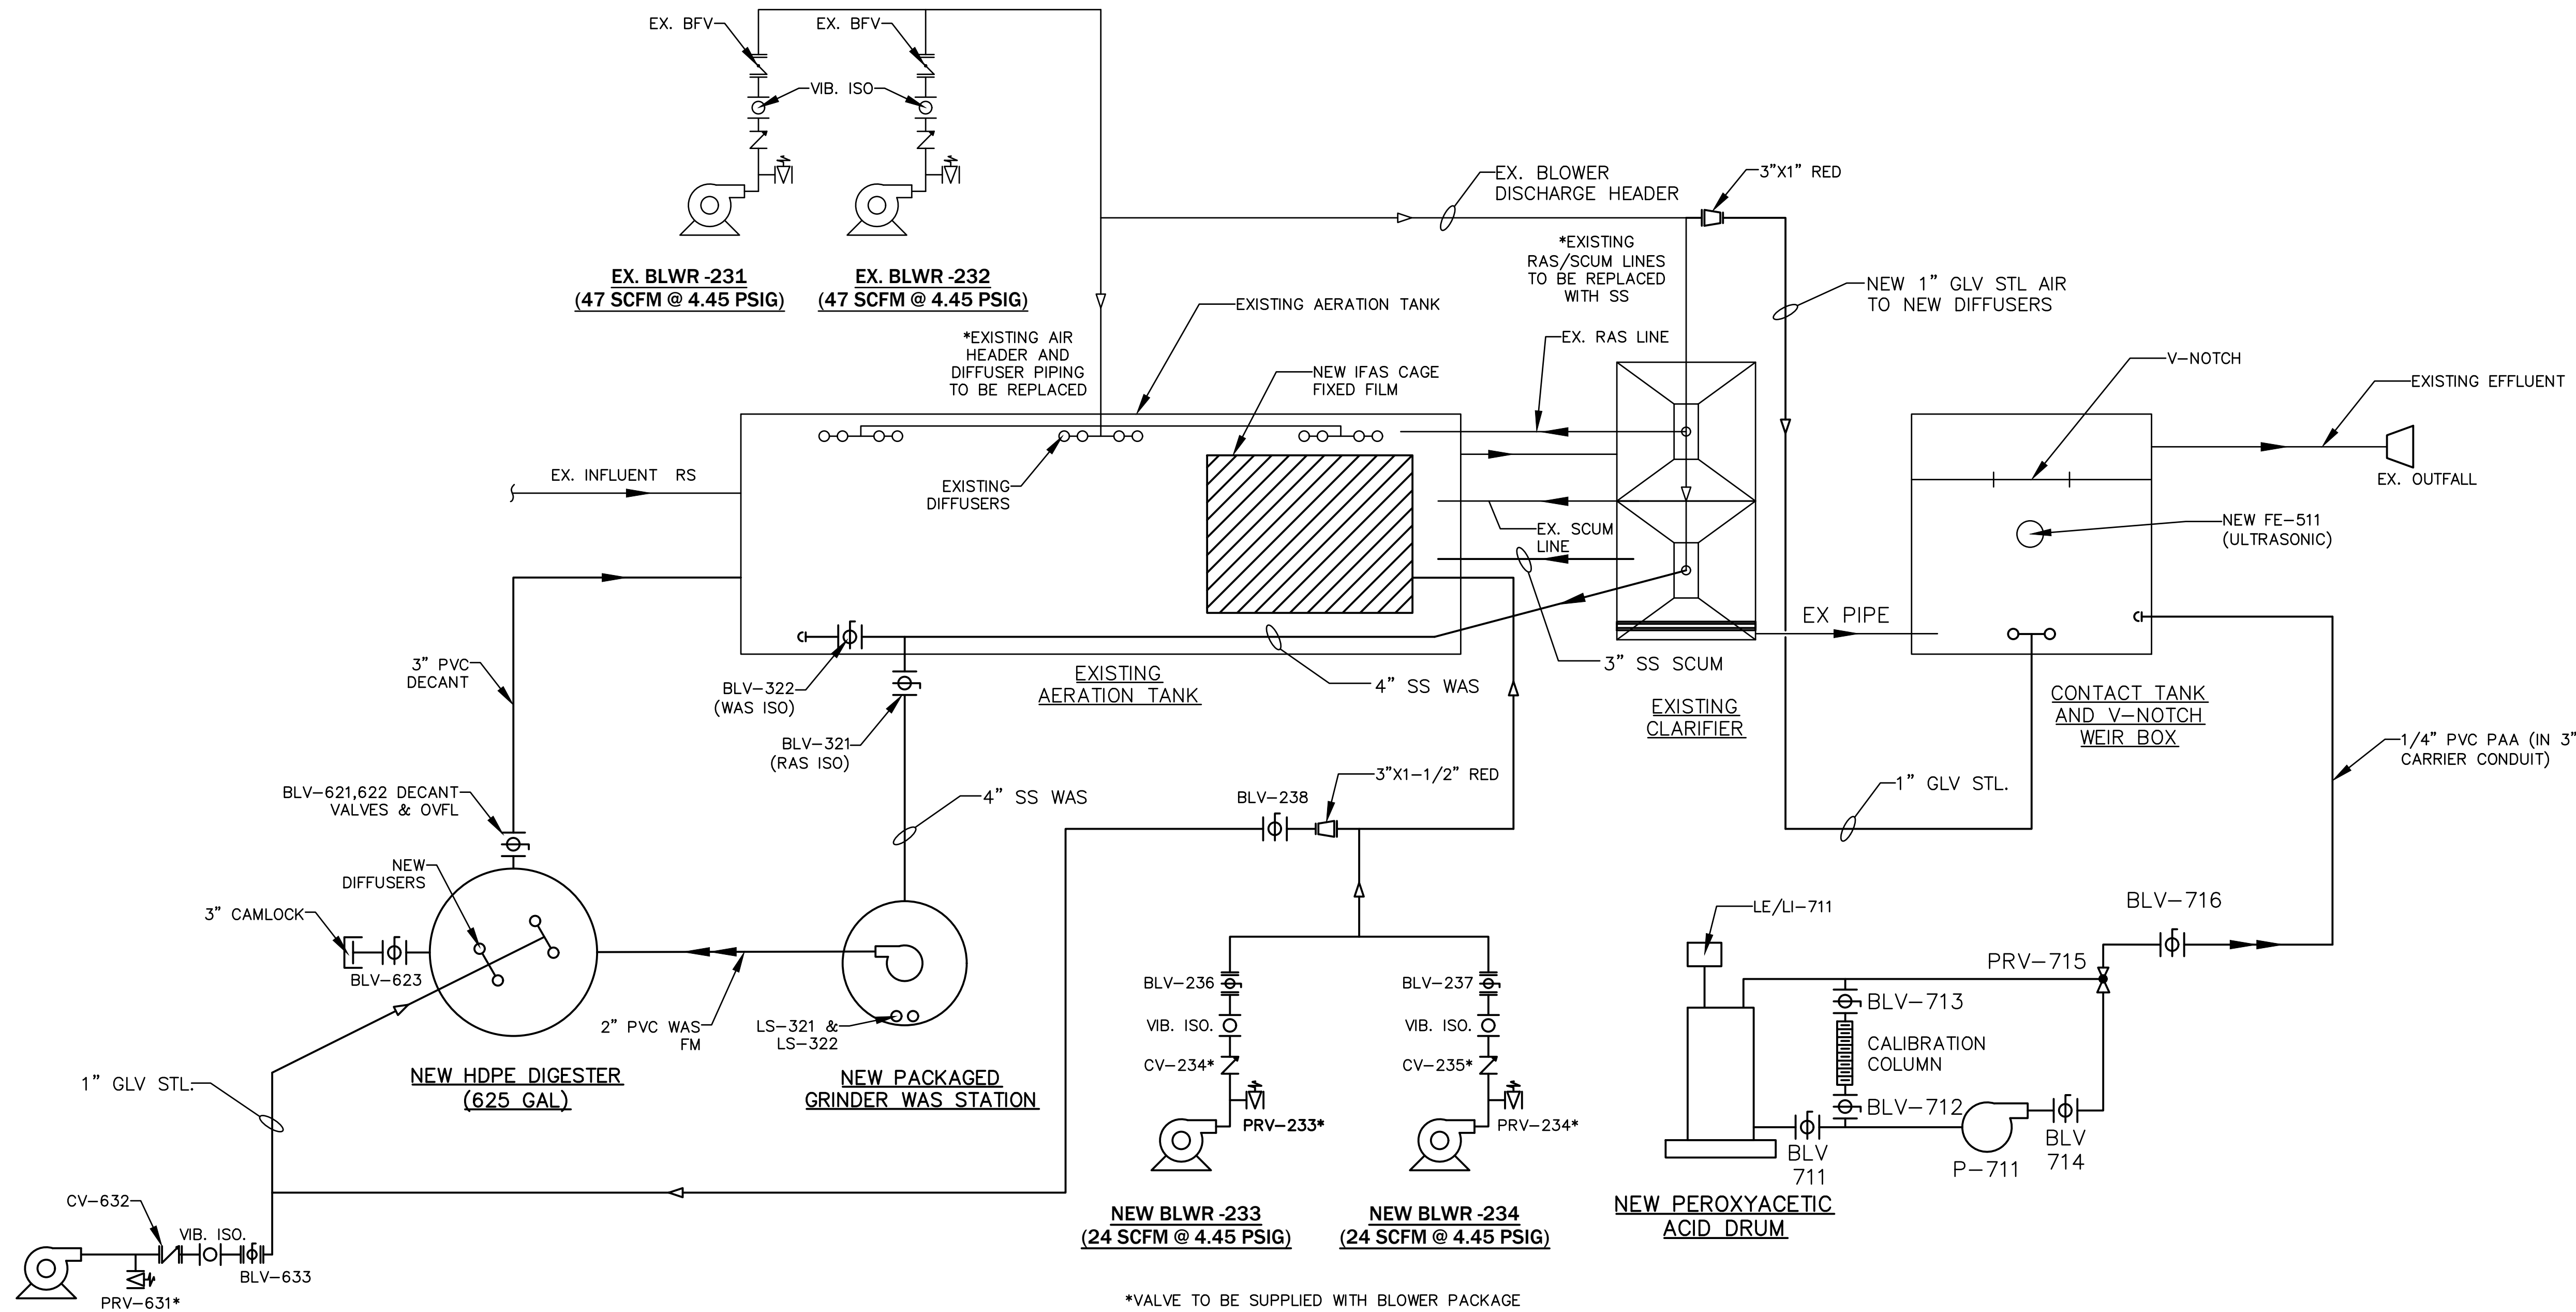 EX. BFV
EX. BFV
VIB. ISO
EX. BLWR -231
(47 SCFM @ 4.45 PSIG)
EX. BLWR -232
(47 SCFM @ 4.45 PSIG)
EX. BLOWER
DISCHARGE HEADER
3"X1" RED
*EXISTING
RAS/SCUM LINES
TO BE REPLACED
WITH SS
NEW 1" GLV STL AIR
TO NEW DIFFUSERS
EXISTING AERATION TANK
*EXISTING AIR
HEADER AND
DIFFUSER PIPING
TO BE REPLACED
EX. RAS LINE
NEW IFAS CAGE
FIXED FILM
V-NOTCH
EXISTING EFFLUENT
EX. INFLUENT RS
EXISTING
DIFFUSERS
EX. OUTFALL
EX. SCUM
LINE
NEW FE-511
(ULTRASONIC)
EX PIPE
3" PVC
DECANT
BLV-322
(WAS ISO)
EXISTING
AERATION TANK
4" SS WAS
3" SS SCUM
EXISTING
CLARIFIER
CONTACT TANK
AND V-NOTCH
WEIR BOX
BLV-321
(RAS ISO)
1/4" PVC PAA (IN 3"
CARRIER CONDUIT)
BLV-621,622 DECANT
VALVES & OVFL
4" SS WAS
BLV-238
3"X1-1/2" RED
1" GLV STL.
NEW
DIFFUSERS
3" CAMLOCK
BLV-623
2" PVC WAS
FM
LS-321 &
LS-322
BLV-236
VIB. ISO.
CV-234*
PRV-233*
BLV-237
VIB. ISO.
CV-235*
PRV-234*
LE/LI-711
BLV-716
PRV-715
BLV-713
CALIBRATION
COLUMN
BLV-712
BLV
711
P-711
BLV
714
1" GLV STL.
NEW HDPE DIGESTER
(625 GAL)
NEW PACKAGED
GRINDER WAS STATION
NEW PEROXYACETIC
ACID DRUM
CV-632
VIB. ISO.
BLV-633
PRV-631*
NEW BLWR -233
(24 SCFM @ 4.45 PSIG)
NEW BLWR -234
(24 SCFM @ 4.45 PSIG)
*VALVE TO BE SUPPLIED WITH BLOWER PACKAGE